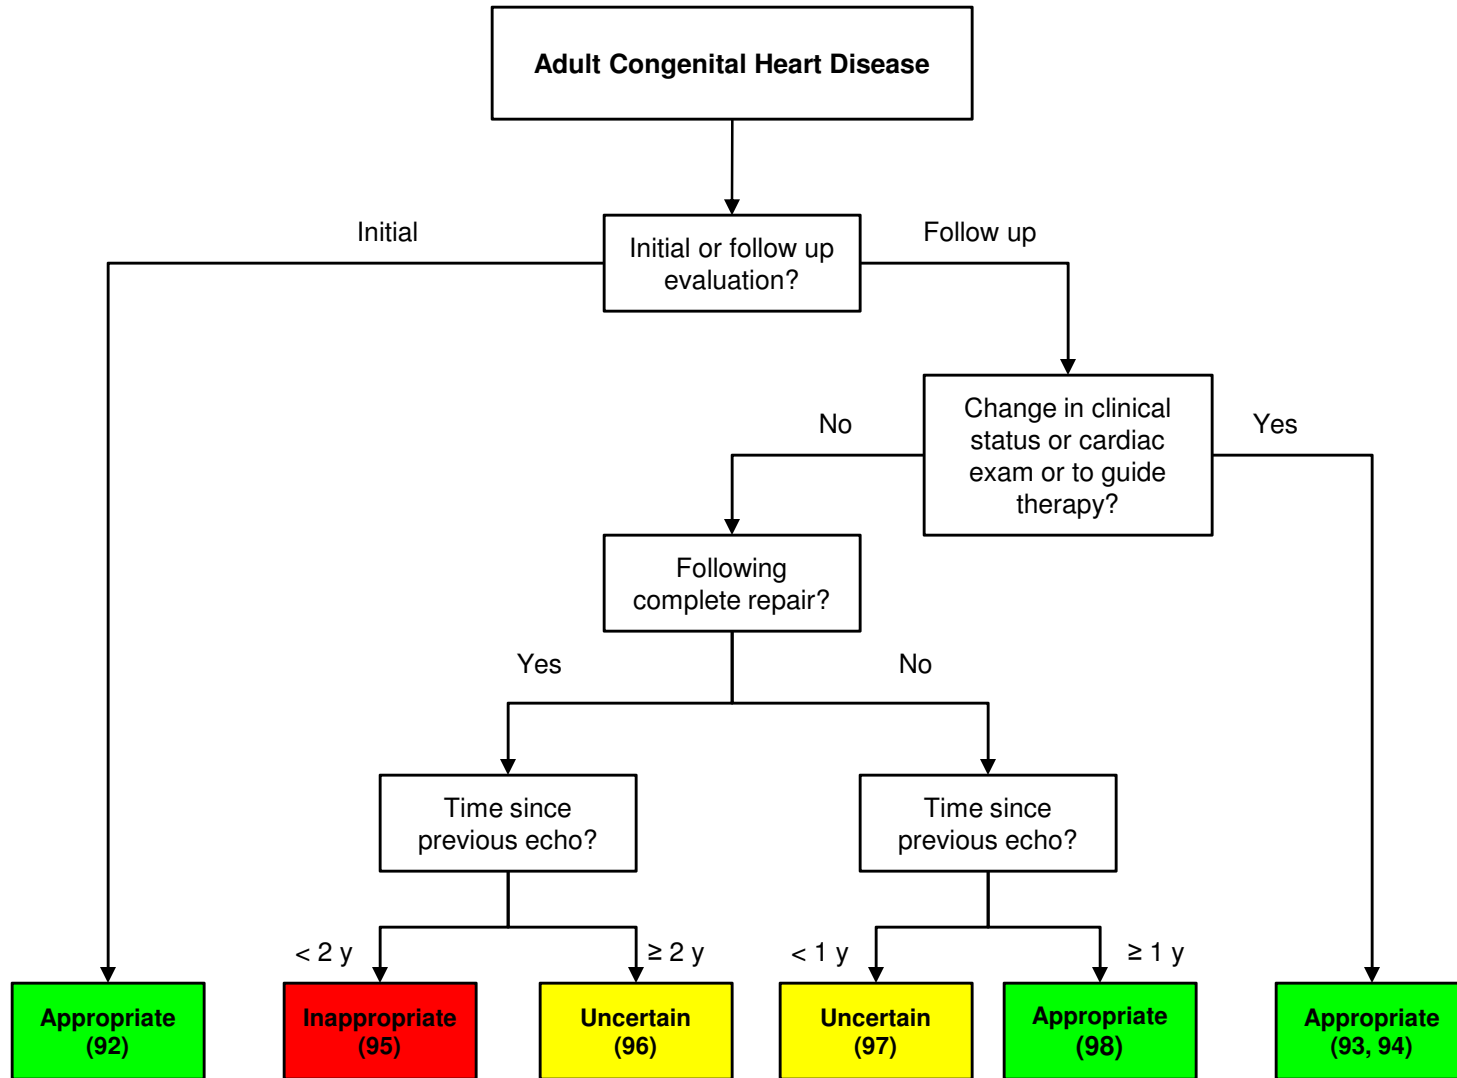 Adult Congenital Heart Disease
Initial
Follow up
Initial or follow up
evaluation?
No
Change in clinical
status or cardiac
exam or to guide
therapy?
Yes
Following
complete repair?
Yes
No
Time since
previous echo?
Time since
previous echo?
< 2 y
≥ 2 y
< 1 y
≥ 1 y
Appropriate
(92)
Inappropriate
(95)
Uncertain
(96)
Uncertain
(97)
Appropriate
(98)
Appropriate
(93, 94)